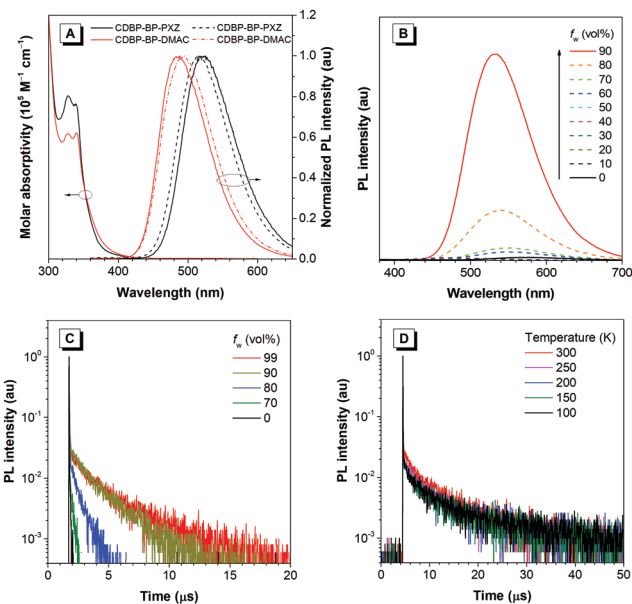 A
CDBP-BP-PXZ
CDBP-BP-DMAC
CDBP-BP-PXZ
CDBP-BP-DMAC
Molar absorptivity (10⁵ M⁻¹ cm⁻¹)
1.0
0.8
0.6
0.4
0.2
0.0
Normalized PL intensity (au)
300 400 500 600
Wavelength (nm)
B
fw (vol%)
90
80
70
60
50
40
30
20
10
0
PL intensity (au)
400 500 600 700
Wavelength (nm)
C
fw (vol%)
99
90
80
70
0
PL intensity (au)
10⁰
10⁻¹
10⁻²
10⁻³
0 5 10 15 20
Time (μs)
D
Temperature (K)
300
250
200
150
100
PL intensity (au)
10⁰
10⁻¹
10⁻²
10⁻³
0 10 20 30 40 50
Time (μs)